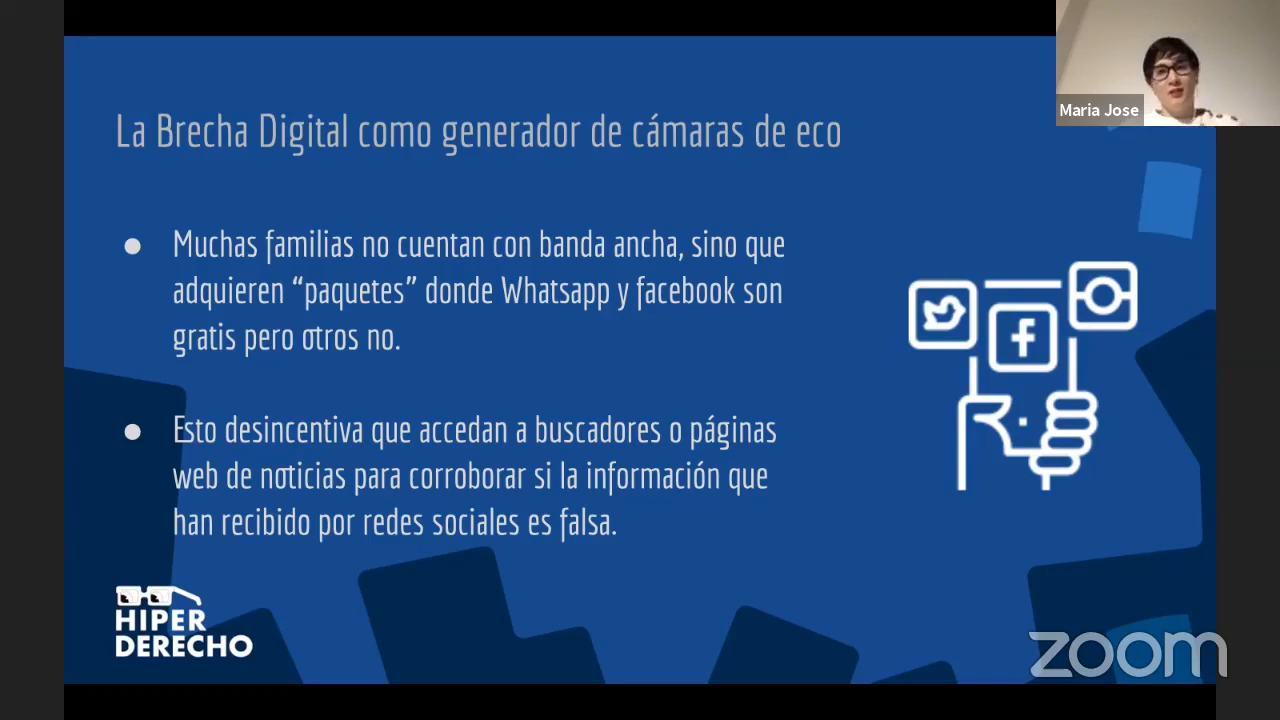 Maria Jose
La Brecha Digital como generador de cámaras de eco
● Muchas familias no cuentan con banda ancha, sino que
adquieren “paquetes” donde Whatsapp y facebook son
gratis pero otros no.
● Esto desincentiva que accedan a buscadores o páginas
web de noticias para corroborar si la información que
han recibido por redes sociales es falsa.
HIPER
DERECHO
zoom